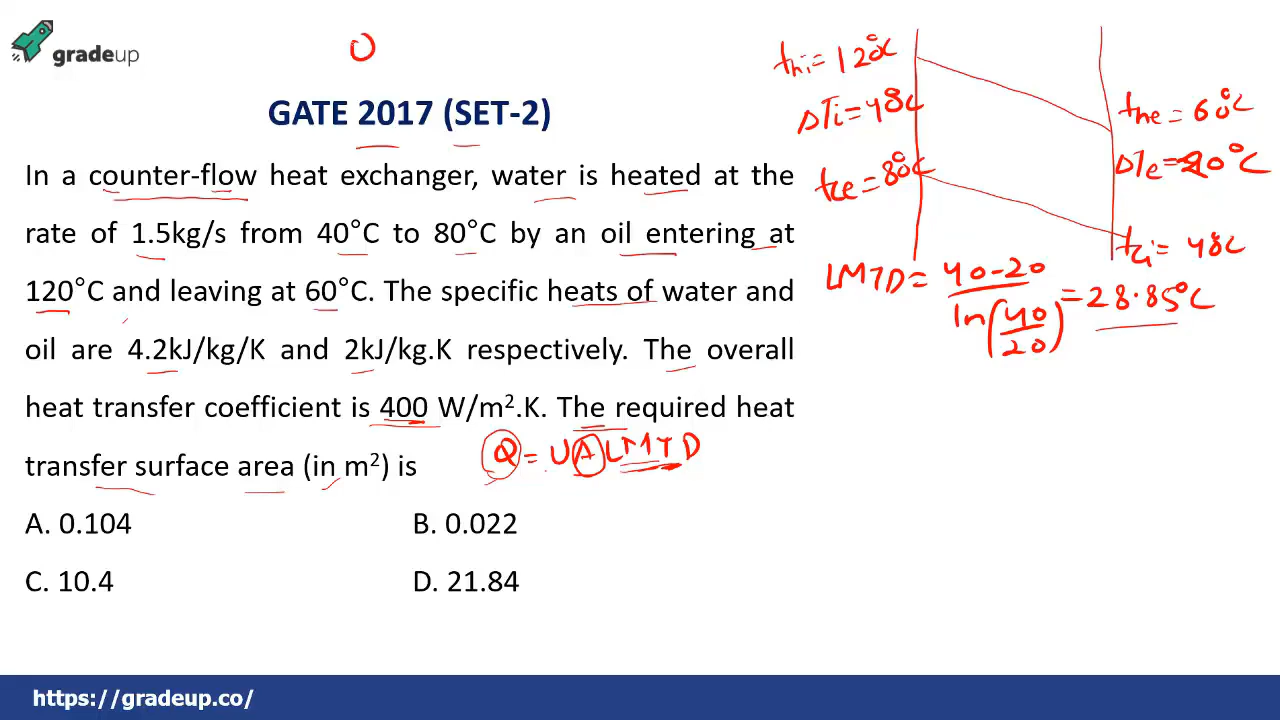 gradeup
O
GATE 2017 (SET-2)
In a counter-flow heat exchanger, water is heated at the
rate of 1.5kg/s from 40°C to 80°C by an oil entering at
120°C and leaving at 60°C. The specific heats of water and
oil are 4.2kJ/kg/K and 2kJ/kg.K respectively. The overall
heat transfer coefficient is 400 W/m².K. The required heat
transfer surface area (in m²) is
Q = U A LMTD
A. 0.104
B. 0.022
C. 10.4
D. 21.84
thi = 120°C
ΔTi = 40°C
tce = 80°C
the = 60°C
ΔTe = 20°C
tci = 40°C
LMTD = 40-20
ln(40/20)
= 28.85°C
https://gradeup.co/